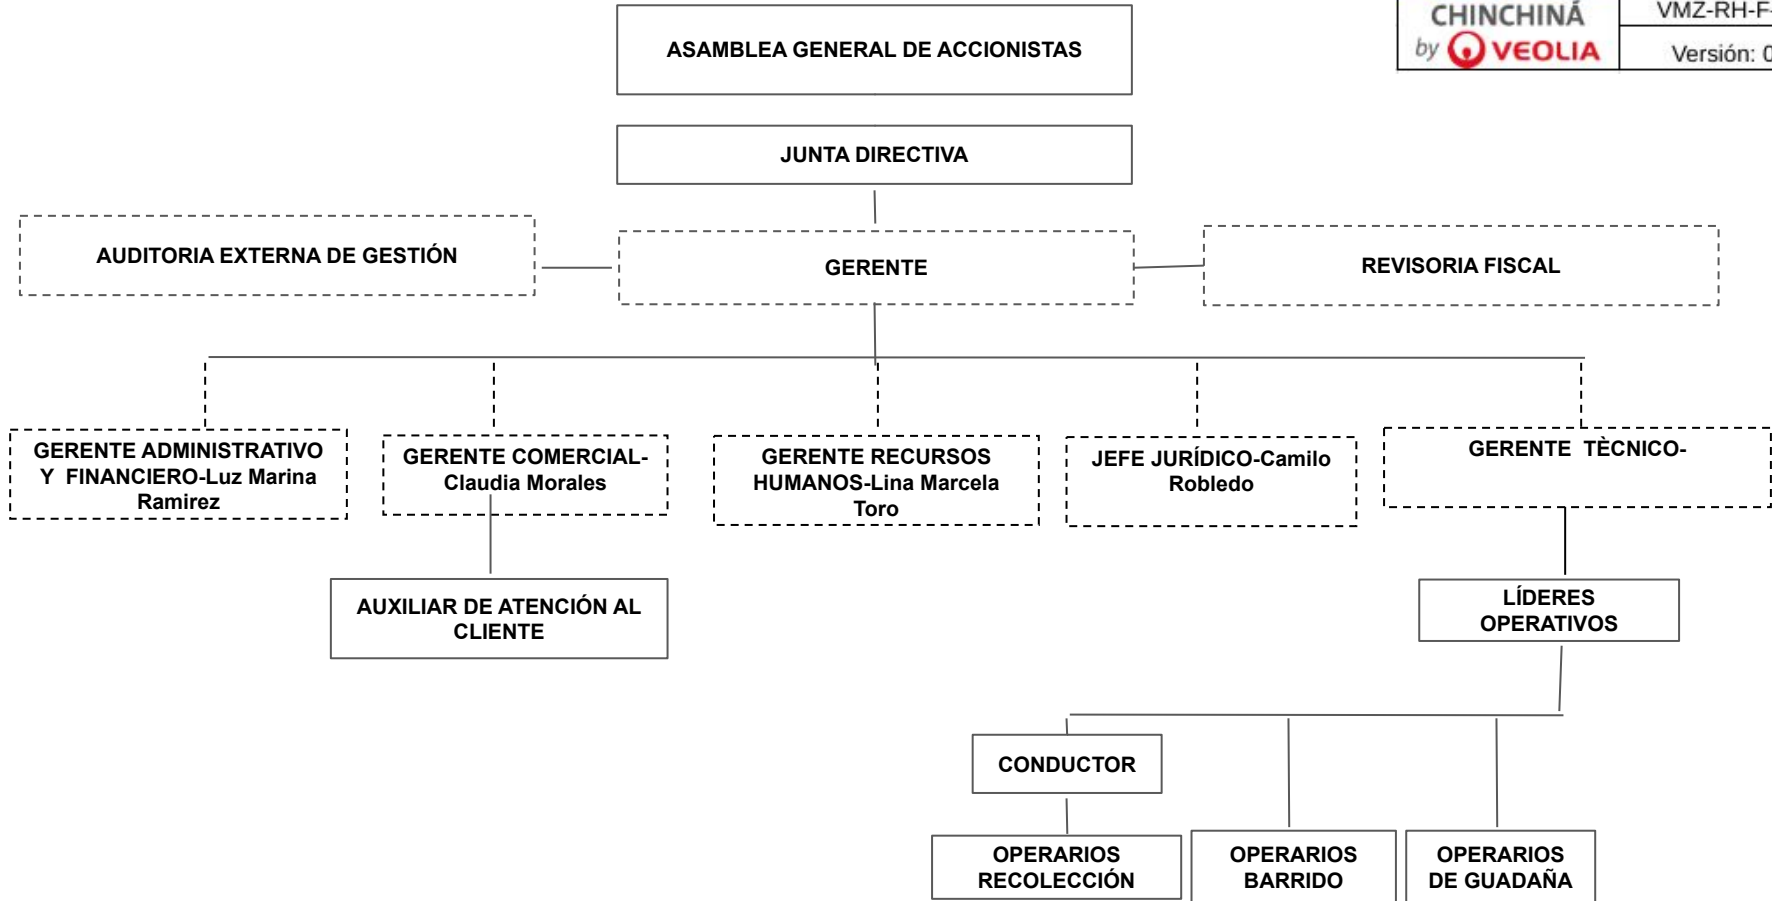 CHINCHINÁ
by VEOLIA
VMZ-RH-F-
Versión: 0
ASAMBLEA GENERAL DE ACCIONISTAS
JUNTA DIRECTIVA
AUDITORIA EXTERNA DE GESTIÓN
GERENTE
REVISORIA FISCAL
GERENTE ADMINISTRATIVO
Y FINANCIERO-Luz Marina
Ramirez
GERENTE COMERCIAL-
Claudia Morales
GERENTE RECURSOS
HUMANOS-Lina Marcela
Toro
JEFE JURÍDICO-Camilo
Robledo
GERENTE TÈCNICO-
AUXILIAR DE ATENCIÓN AL
CLIENTE
LÍDERES
OPERATIVOS
CONDUCTOR
OPERARIOS
RECOLECCIÓN
OPERARIOS
BARRIDO
OPERARIOS
DE GUADAÑA